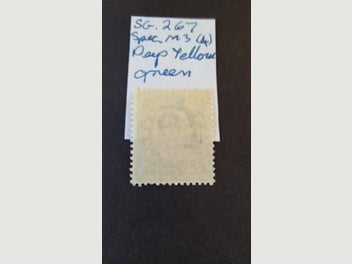 SG. 267
Spec. M3 (4)
Deep Yellow
green